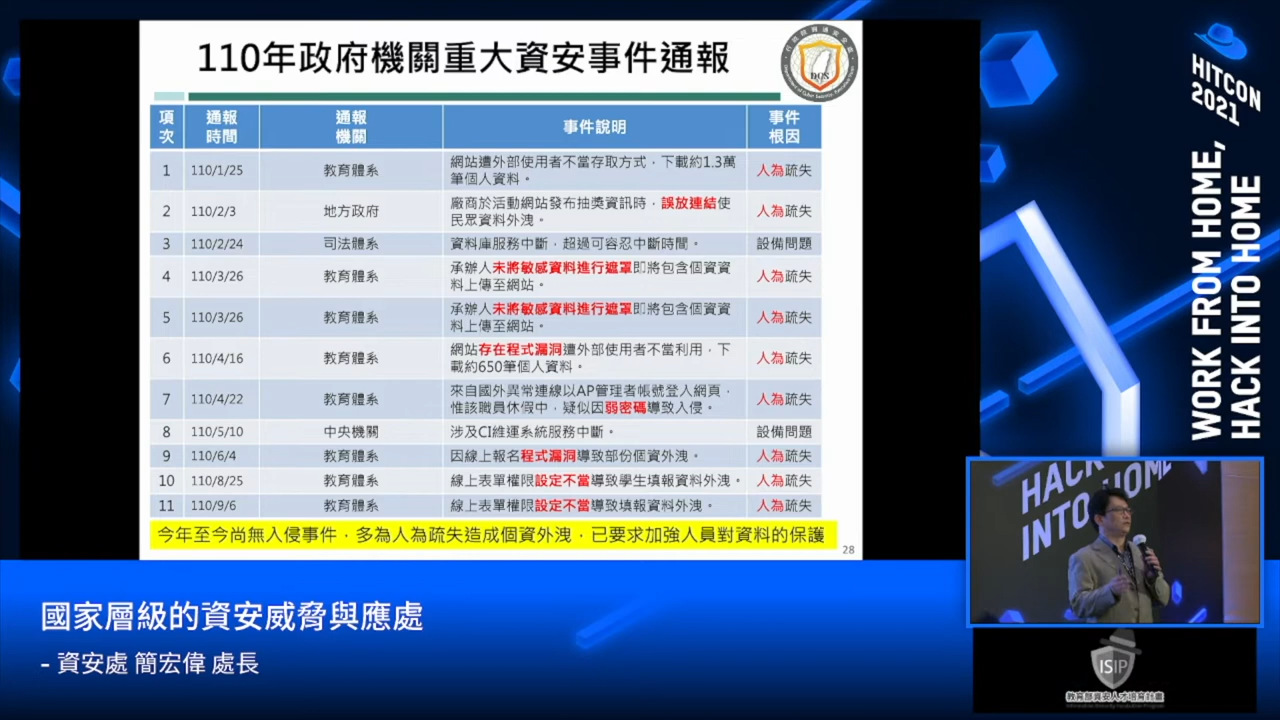 110年政府機關重大資安事件通報
DCS
項次 通報時間 通報機關 事件說明 事件根因
1 110/1/25 教育體系 網站遭外部使用者不當存取方式，下載約1.3萬筆個人資料。 人為疏失
2 110/2/3 地方政府 廠商於活動網站發布抽獎資訊時，誤放連結使民眾資料外洩。 人為疏失
3 110/2/24 司法體系 資料庫服務中斷，超過可容忍中斷時間。 設備問題
4 110/3/26 教育體系 承辦人未將敏感資料進行遮罩即將包含個資資料上傳至網站。 人為疏失
5 110/3/26 教育體系 承辦人未將敏感資料進行遮罩即將包含個資資料上傳至網站。 人為疏失
6 110/4/16 教育體系 網站存在程式漏洞遭外部使用者不當利用，下載約650筆個人資料。 人為疏失
7 110/4/22 教育體系 來自國外異常連線以AP管理者帳號登入網頁，惟該職員休假中，疑似因弱密碼導致入侵。 人為疏失
8 110/5/10 中央機關 涉及CI維運系統服務中斷。 設備問題
9 110/6/4 教育體系 因線上報名程式漏洞導致部份個資外洩。 人為疏失
10 110/8/25 教育體系 線上表單權限設定不當導致學生填報資料外洩。 人為疏失
11 110/9/6 教育體系 線上表單權限設定不當導致填報資料外洩。 人為疏失
今年至今尚無入侵事件，多為人為疏失造成個資外洩，已要求加強人員對資料的保護
28
HITCON
2021
WORK FROM HOME,
HACK INTO HOME
HACK
INTO HOME
國家層級的資安威脅與應處
- 資安處 簡宏偉 處長
ISIP
教育部資安人才培育計畫